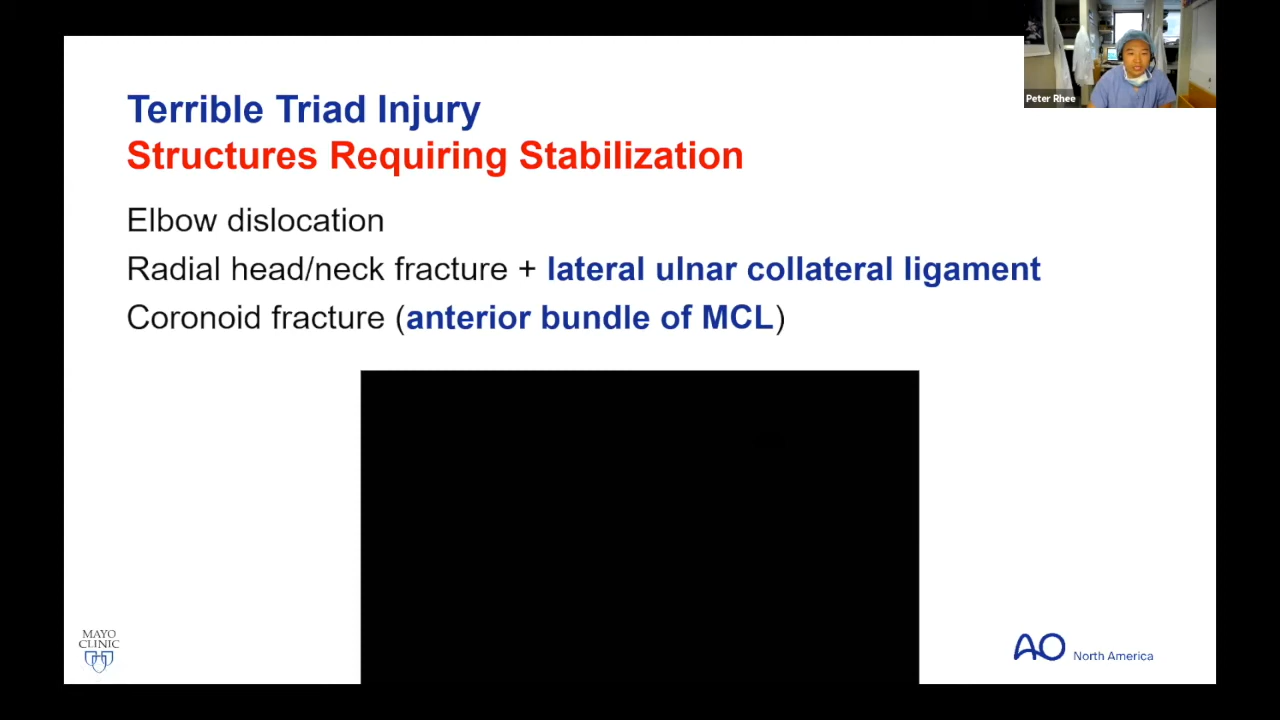 Terrible Triad Injury
Structures Requiring Stabilization
Elbow dislocation
Radial head/neck fracture + lateral ulnar collateral ligament
Coronoid fracture (anterior bundle of MCL)
Peter Rhee
MAYO
CLINIC
AO North America